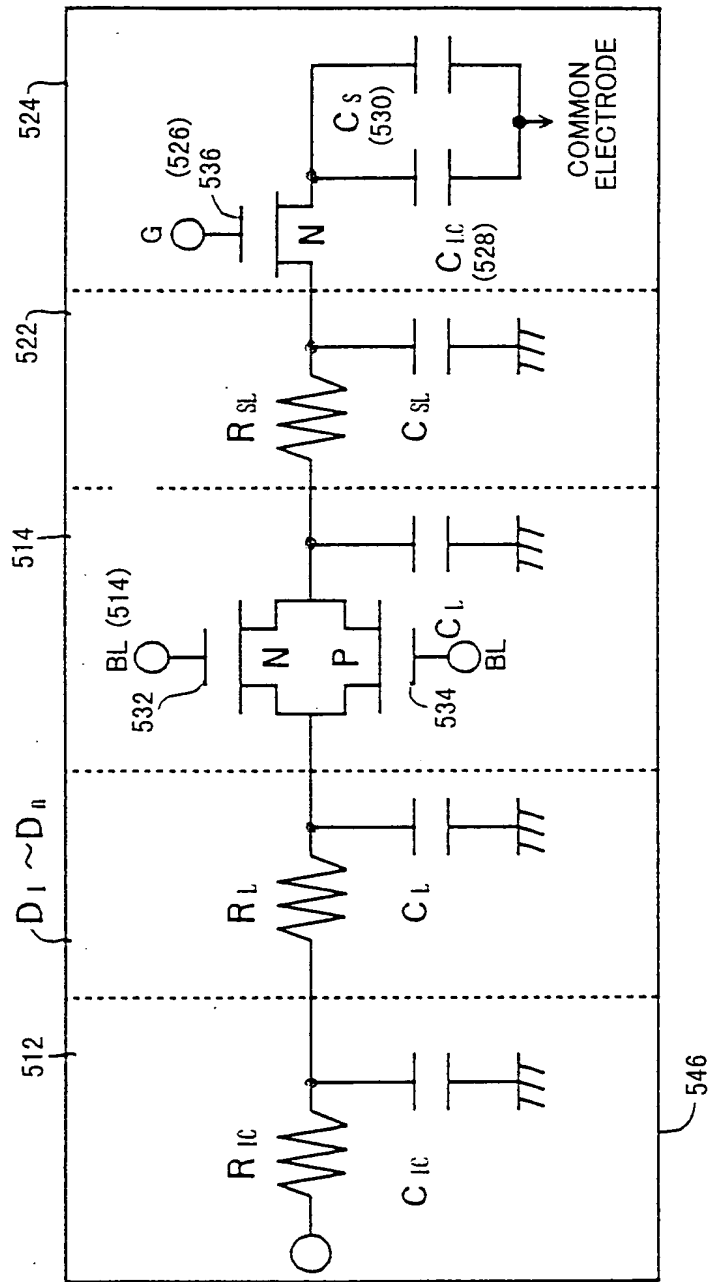 512
D1 ~Dn
514
522
524
BL (514)
532
G
(526)
536
RIC
RL
N
P
RSL
N
CIC
CL
534
BL
CL
CSL
CLC
(528)
CS
(530)
COMMON
ELECTRODE
546